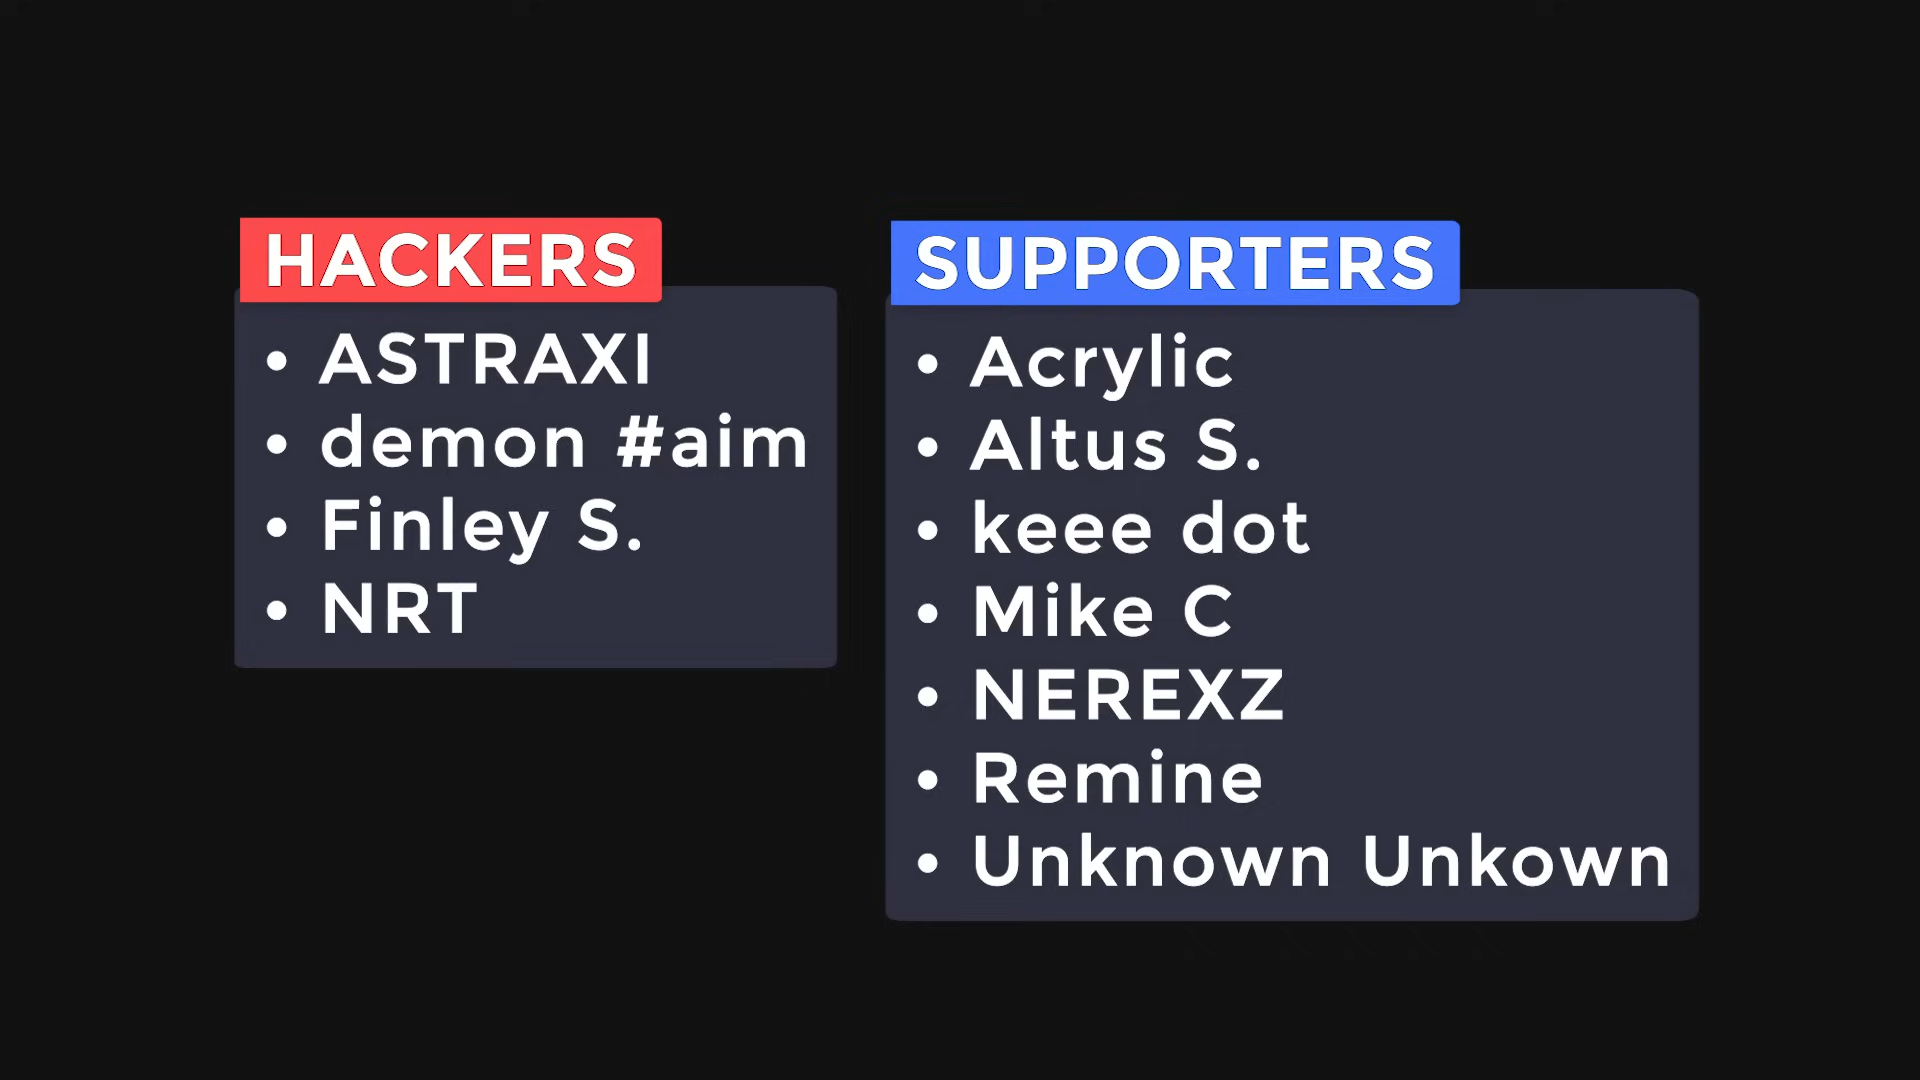 HACKERS
• ASTRAXI
• demon #aim
• Finley S.
• NRT
SUPPORTERS
• Acrylic
• Altus S.
• keee dot
• Mike C
• NEREXZ
• Remine
• Unknown Unkown